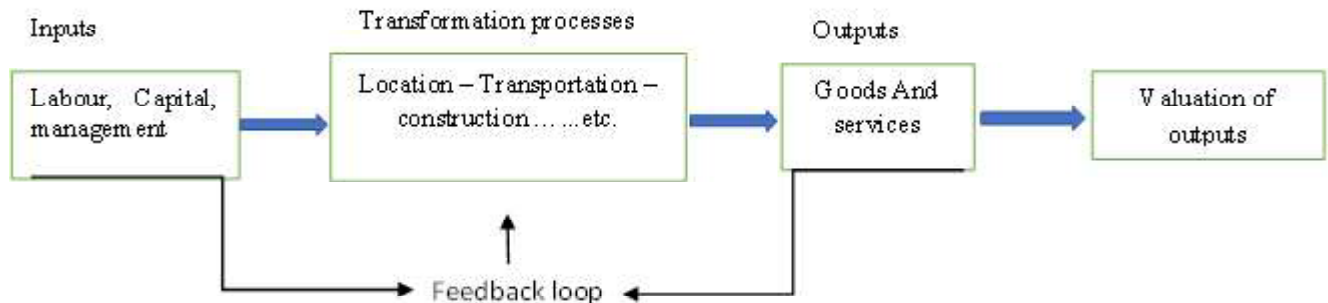 Inputs
Transformation processes
Outputs
Labour, Capital,
management
Location – Transportation –
construction……etc.
Goods And
services
Valuation of
outputs
Feedback loop